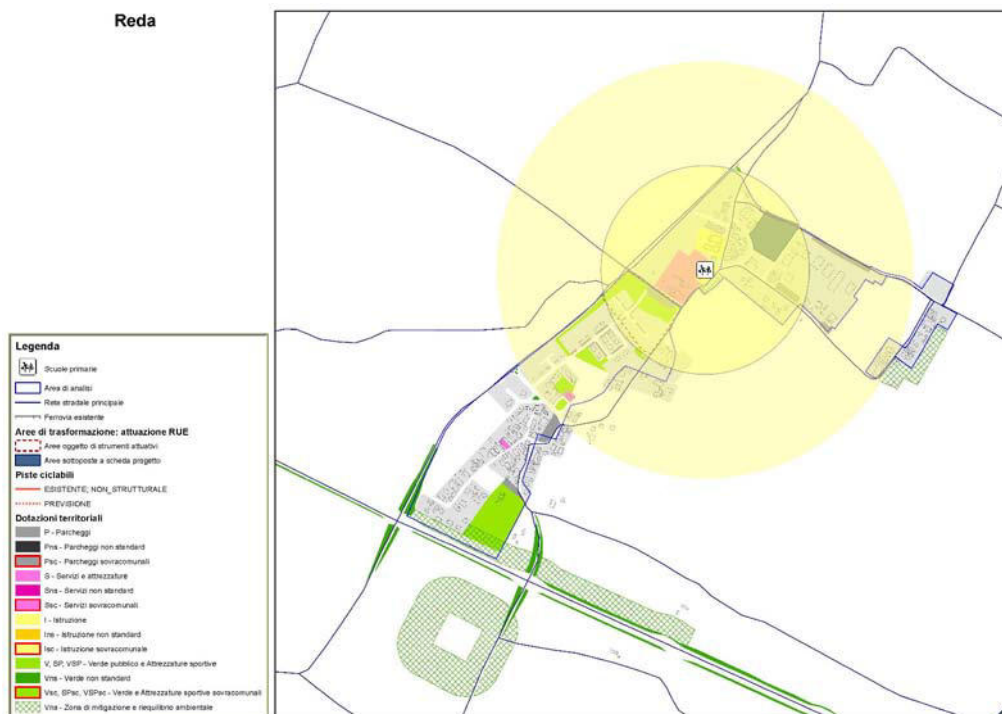 Reda
Legenda
Scuole primarie
Area di analisi
Rete stradale principale
Ferrovia esistente
Aree di trasformazione: attuazione RUE
Aree oggetto di strumenti attuativi
Aree sottoposte a scheda progetto
Piste ciclabili
ESISTENTE; NON_STRUTTURALE
PREVISIONE
Dotazioni territoriali
P - Parcheggi
Pns - Parcheggi non standard
Psc - Parcheggi sovracomunali
S - Servizi e attrezzature
Sns - Servizi non standard
Ssc - Servizi sovracomunali
I - Istruzione
Ins - Istruzione non standard
Isc - Istruzione sovracomunale
V, SP, VSP - Verde pubblico e Attrezzature sportive
Vns - Verde non standard
Vsc, SPsc, VSPsc - Verde e Attrezzature sportive sovracomunali
Vna - Zona di mitigazione e riequilibrio ambientale